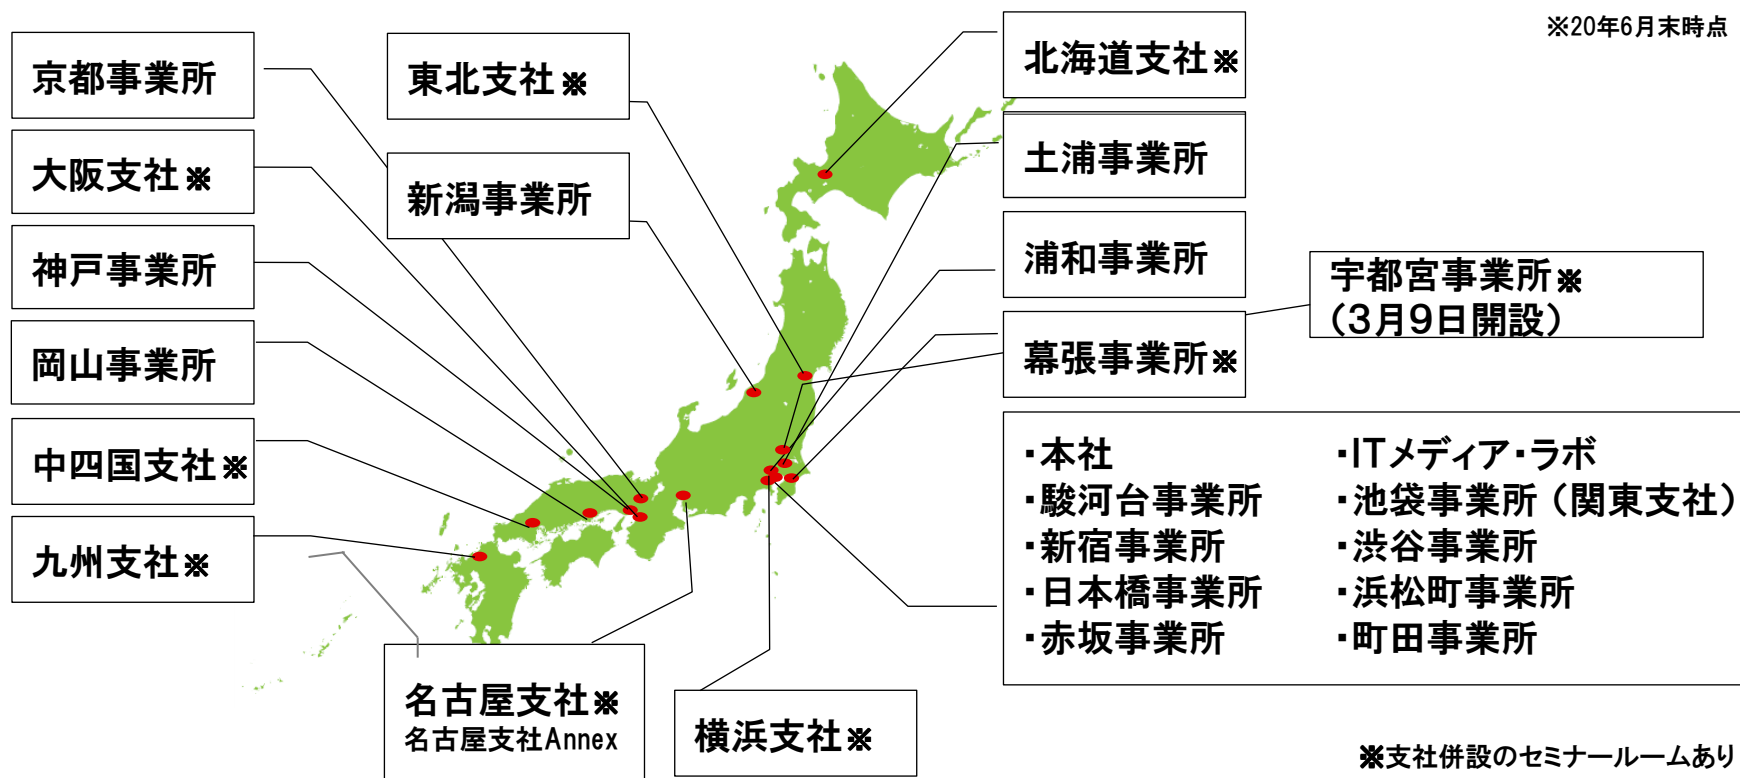 ※20年6月末時点
京都事業所
大阪支社※
神戸事業所
岡山事業所
中四国支社※
九州支社※
東北支社※
新潟事業所
北海道支社※
土浦事業所
浦和事業所
幕張事業所※
宇都宮事業所※
（3月9日開設）
・本社
・駿河台事業所
・新宿事業所
・日本橋事業所
・赤坂事業所
・ITメディア・ラボ
・池袋事業所（関東支社）
・渋谷事業所
・浜松町事業所
・町田事業所
名古屋支社※
名古屋支社Annex
横浜支社※
※支社併設のセミナールームあり